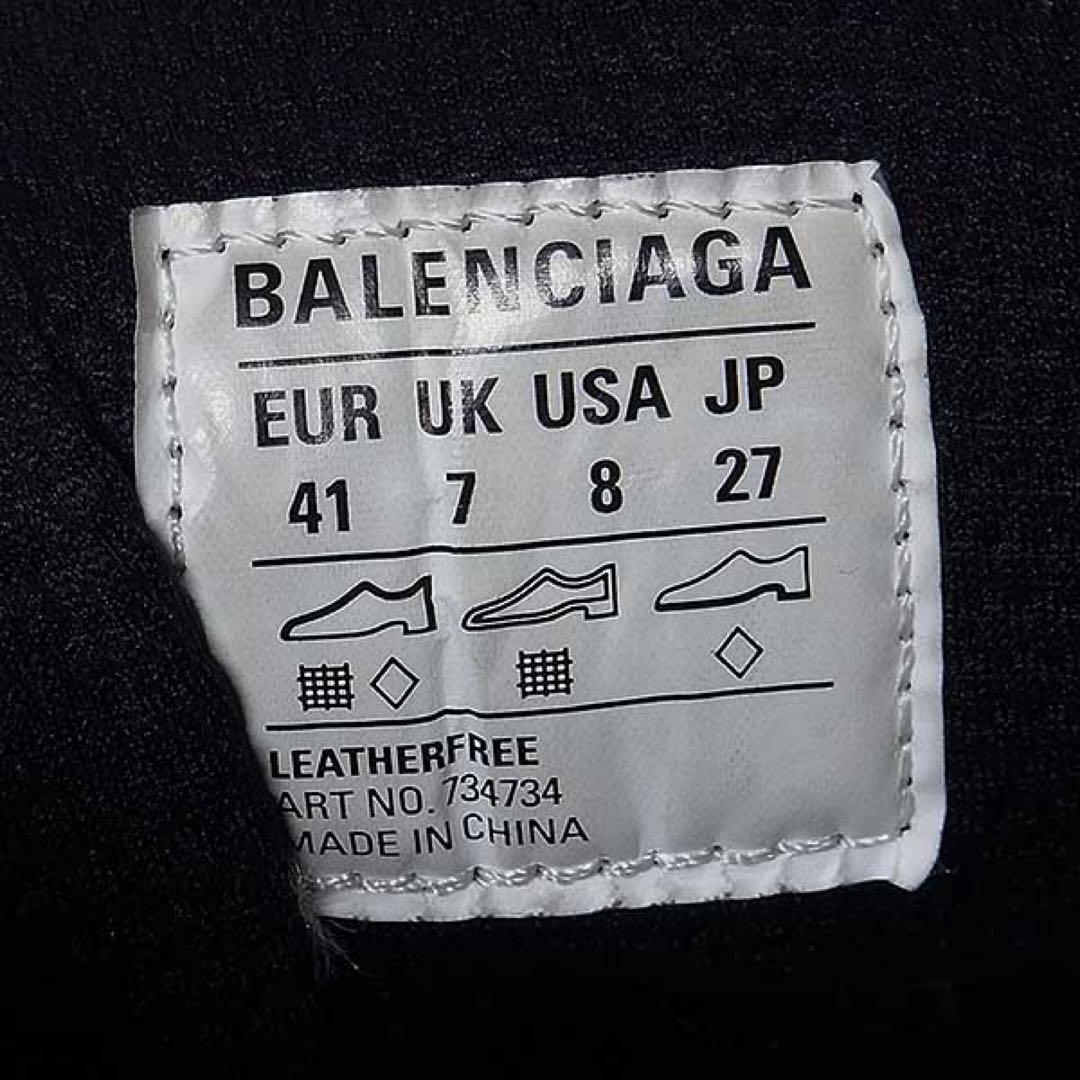 BALENCIAGA
EUR UK USA JP
41 7 8 27
LEATHERFREE
ART NO. 734734
MADE IN CHINA